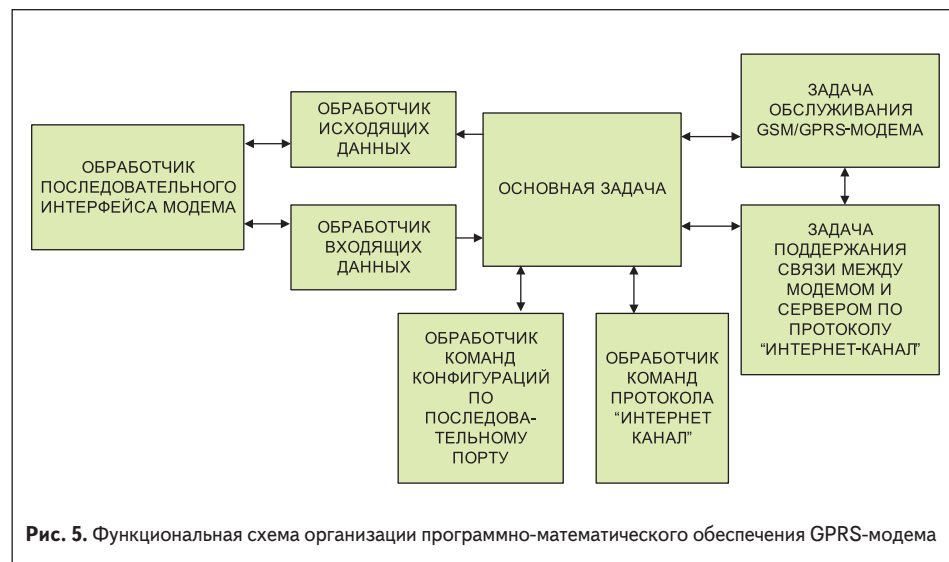 ОБРАБОТЧИК
ПОСЛЕДОВАТЕЛЬНОГО
ИНТЕРФЕЙСА МОДЕМА
ОБРАБОТЧИК
ИСХОДЯЩИХ
ДАННЫХ
ОБРАБОТЧИК
ВХОДЯЩИХ
ДАННЫХ
ОСНОВНАЯ ЗАДАЧА
ЗАДАЧА
ОБСЛУЖИВАНИЯ
GSM/GPRS-МОДЕМА
ЗАДАЧА
ПОДДЕРЖАНИЯ
СВЯЗИ МЕЖДУ
МОДЕМОМ И
СЕРВЕРОМ ПО
ПРОТОКОЛУ
“ИНТЕРНЕТ-КАНАЛ”
ОБРАБОТЧИК
КОМАНД
КОНФИГУРАЦИЙ
ПО
ПОСЛЕДОВА-
ТЕЛЬНОМУ
ПОРТУ
ОБРАБОТЧИК
КОМАНД
ПРОТОКОЛА
“ИНТЕРНЕТ
КАНАЛ”
Рис. 5. Функциональная схема организации программно-математического обеспечения GPRS-модема